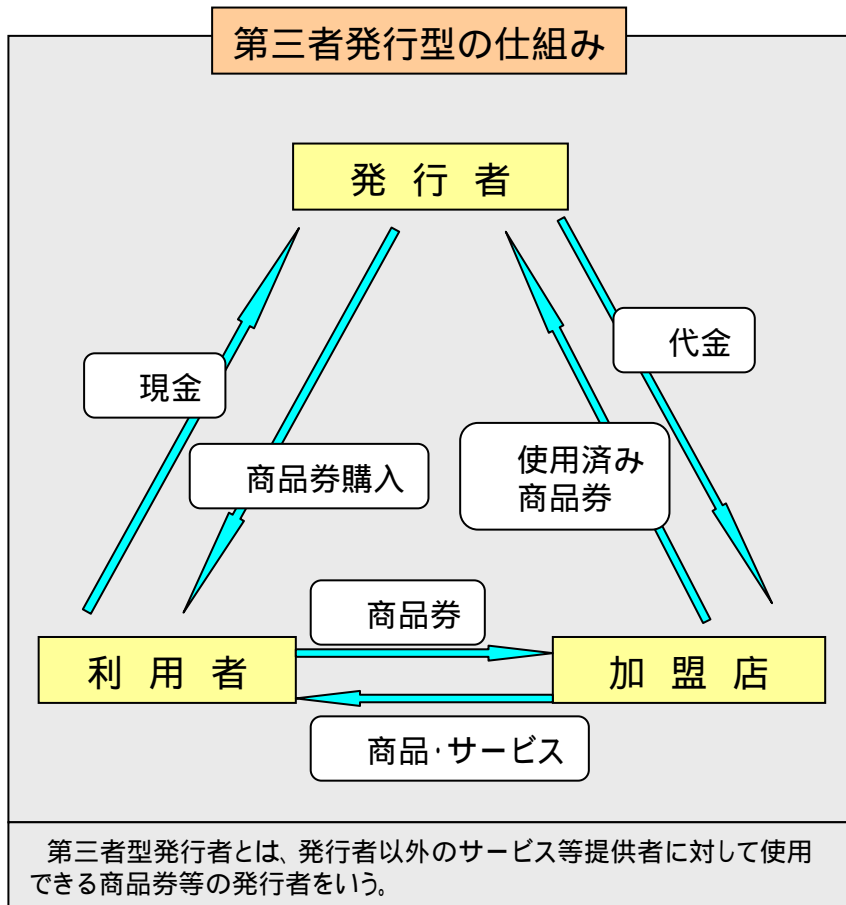 第三者発行型の仕組み
発 行 者
代金
現金
使用済み
商品券
商品券購入
商品券
利 用 者
加 盟 店
商品・サービス
第三者型発行者とは、発行者以外のサービス等提供者に対して使用
できる商品券等の発行者をいう。